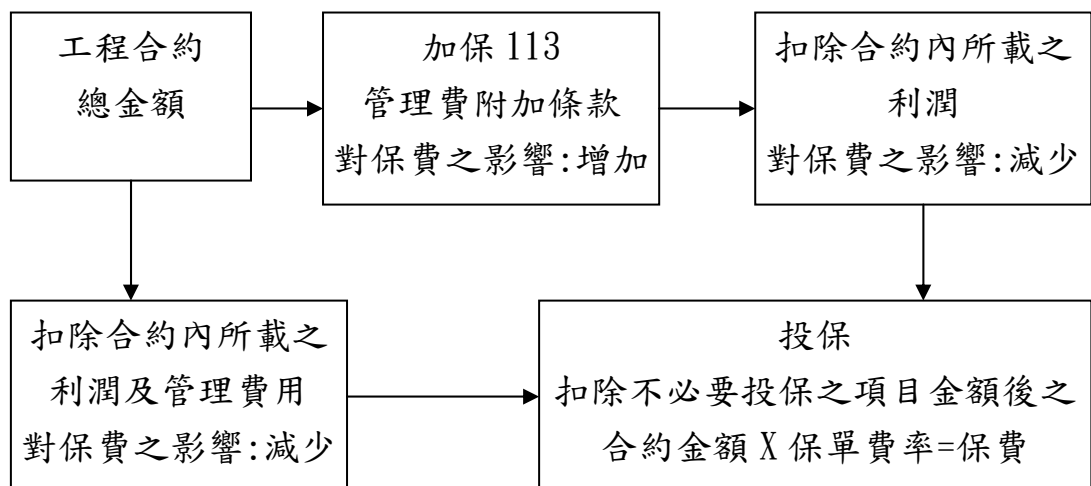 工程合約
總金額
加保 113
管理費附加條款
對保費之影響:增加
扣除合約內所載之
利潤
對保費之影響:減少
扣除合約內所載之
利潤及管理費用
對保費之影響:減少
投保
扣除不必要投保之項目金額後之
合約金額 X 保單費率=保費